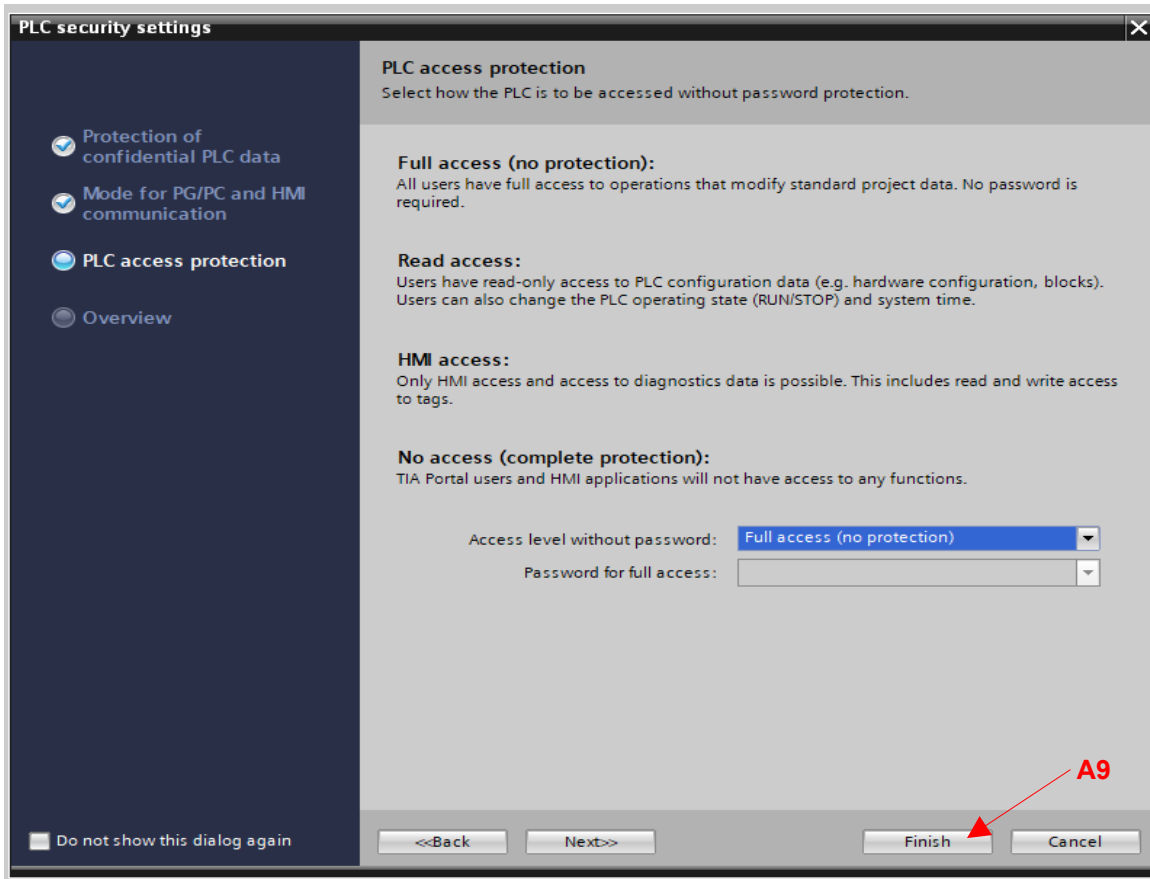 PLC security settings
PLC access protection
Select how the PLC is to be accessed without password protection.
Protection of
confidential PLC data
Mode for PG/PC and HMI
communication
PLC access protection
Overview
Full access (no protection):
All users have full access to operations that modify standard project data. No password is
required.
Read access:
Users have read-only access to PLC configuration data (e.g. hardware configuration, blocks).
Users can also change the PLC operating state (RUN/STOP) and system time.
HMI access:
Only HMI access and access to diagnostics data is possible. This includes read and write access
to tags.
No access (complete protection):
TIA Portal users and HMI applications will not have access to any functions.
Access level without password: Full access (no protection)
Password for full access:
A9
Do not show this dialog again
<<Back Next>> Finish Cancel